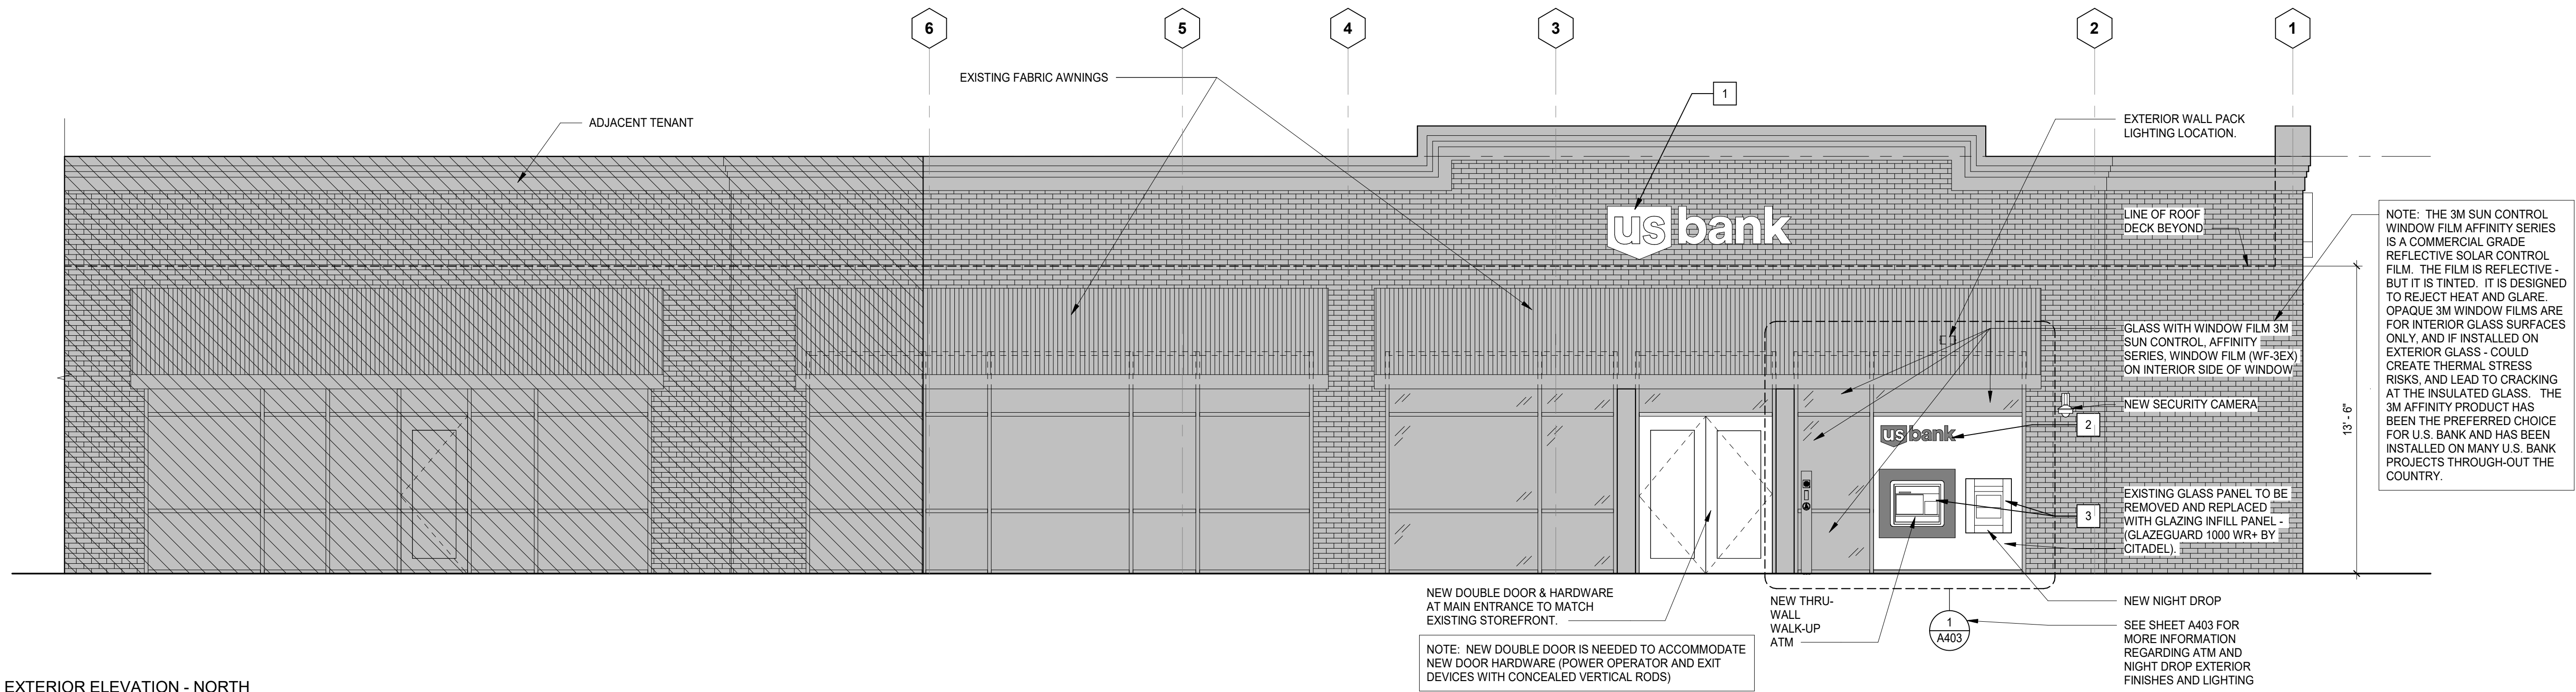 6
5
4
3
2
1
EXISTING FABRIC AWNINGS
1
ADJACENT TENANT
EXTERIOR WALL PACK
LIGHTING LOCATION.
us bank
LINE OF ROOF
DECK BEYOND
NOTE: THE 3M SUN CONTROL
WINDOW FILM AFFINITY SERIES
IS A COMMERCIAL GRADE
REFLECTIVE SOLAR CONTROL
FILM. THE FILM IS REFLECTIVE -
BUT IT IS TINTED. IT IS DESIGNED
TO REJECT HEAT AND GLARE.
OPAQUE 3M WINDOW FILMS ARE
FOR INTERIOR GLASS SURFACES
ONLY, AND IF INSTALLED ON
EXTERIOR GLASS - COULD
CREATE THERMAL STRESS
RISKS, AND LEAD TO CRACKING
AT THE INSULATED GLASS. THE
3M AFFINITY PRODUCT HAS
BEEN THE PREFERRED CHOICE
FOR U.S. BANK AND HAS BEEN
INSTALLED ON MANY U.S. BANK
PROJECTS THROUGH-OUT THE
COUNTRY.
GLASS WITH WINDOW FILM 3M
SUN CONTROL, AFFINITY
SERIES, WINDOW FILM (WF-3EX)
ON INTERIOR SIDE OF WINDOW
NEW SECURITY CAMERA
13' - 6"
us bank
2
EXISTING GLASS PANEL TO BE
REMOVED AND REPLACED
WITH GLAZING INFILL PANEL -
(GLAZEGUARD 1000 WR+ BY
CITADEL).
3
NEW DOUBLE DOOR & HARDWARE
AT MAIN ENTRANCE TO MATCH
EXISTING STOREFRONT.
NOTE: NEW DOUBLE DOOR IS NEEDED TO ACCOMMODATE
NEW DOOR HARDWARE (POWER OPERATOR AND EXIT
DEVICES WITH CONCEALED VERTICAL RODS)
NEW THRU-
WALL
WALK-UP
ATM
1
A403
NEW NIGHT DROP
SEE SHEET A403 FOR
MORE INFORMATION
REGARDING ATM AND
NIGHT DROP EXTERIOR
FINISHES AND LIGHTING
EXTERIOR ELEVATION - NORTH